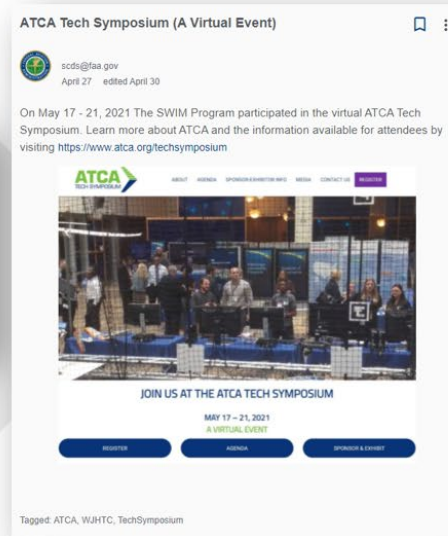 ATCA Tech Symposium (A Virtual Event)
scds@faa.gov
April 27 edited April 30
On May 17 - 21, 2021 The SWIM Program participated in the virtual ATCA Tech
Symposium. Learn more about ATCA and the information available for attendees by
visiting https://www.atca.org/techsymposium
ATCA
TECH SYMPOSIUM
ABOUT AGENDA SPONSOR/EXHIBITOR INFO MEDIA CONTACT US REGISTER
JOIN US AT THE ATCA TECH SYMPOSIUM
MAY 17 – 21, 2021
A VIRTUAL EVENT
REGISTER AGENDA SPONSOR & EXHIBIT
Tagged: ATCA, WJHTC, TechSymposium